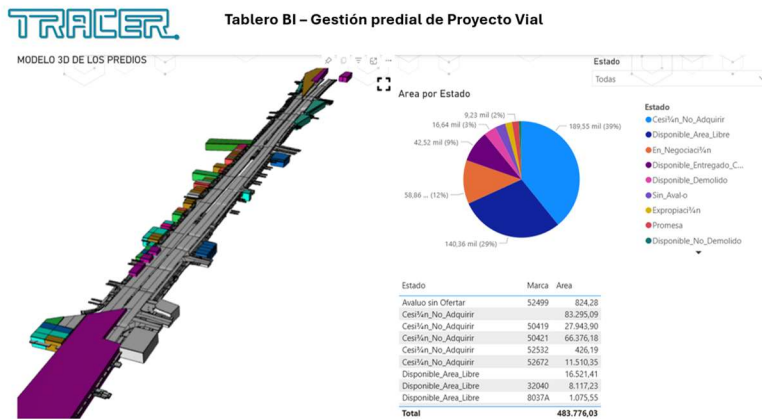 TRACER.
Tablero BI – Gestión predial de Proyecto Vial
MODELO 3D DE LOS PREDIOS
Estado
Todas
Area por Estado
9,23 mil (2%)
16,64 mil (3%)
42,52 mil (9%)
58,86 ... (12%)
140,36 mil (29%)
189,55 mil (39%)
Estado
Cesi¾n_No_Adquirir
Disponible_Area_Libre
En_Negociaci¾n
Disponible_Entregado_C...
Disponible_Demolido
Sin_Aval·o
Expropiaci¾n
Promesa
Disponible_No_Demolido
Estado Marca Area
Avaluo sin Ofertar 52499 824,28
Cesi¾n_No_Adquirir 83.295,09
Cesi¾n_No_Adquirir 50419 27.943,90
Cesi¾n_No_Adquirir 50421 66.376,18
Cesi¾n_No_Adquirir 52532 426,19
Cesi¾n_No_Adquirir 52672 11.510,35
Disponible_Area_Libre 16.521,41
Disponible_Area_Libre 32040 8.117,23
Disponible_Area_Libre 8037A 1.075,55
Total 483.776,03